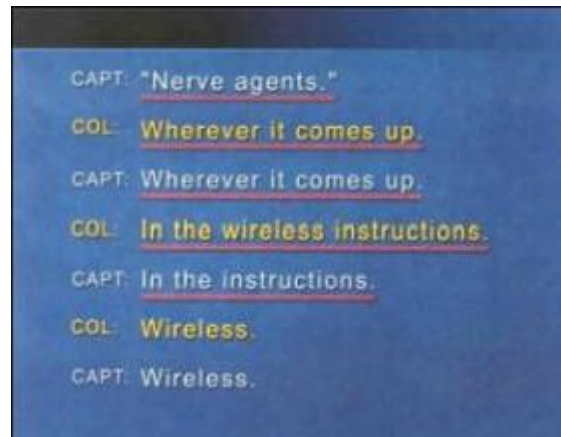 CAPT: "Nerve agents."
COL: Wherever it comes up.
CAPT: Wherever it comes up.
COL: In the wireless instructions.
CAPT: In the instructions.
COL: Wireless.
CAPT: Wireless.